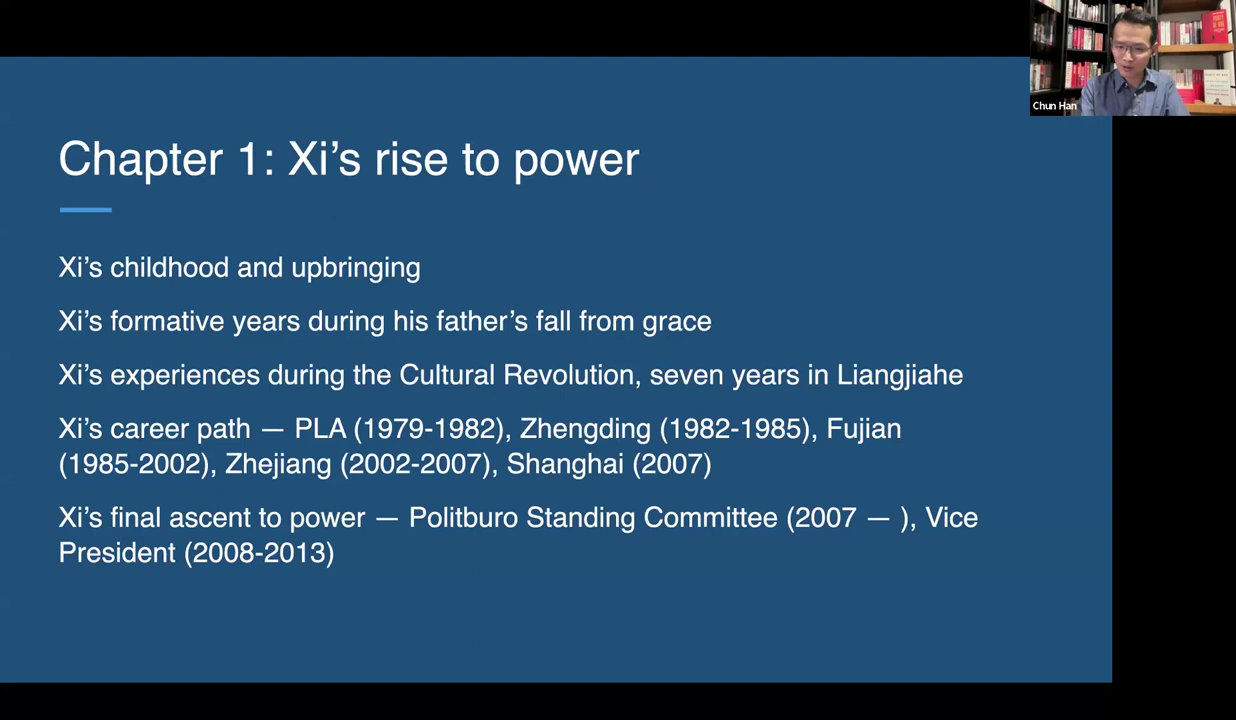 Chun Han
Chapter 1: Xi’s rise to power
Xi’s childhood and upbringing
Xi’s formative years during his father’s fall from grace
Xi’s experiences during the Cultural Revolution, seven years in Liangjiahe
Xi’s career path — PLA (1979-1982), Zhengding (1982-1985), Fujian
(1985-2002), Zhejiang (2002-2007), Shanghai (2007)
Xi’s final ascent to power — Politburo Standing Committee (2007 — ), Vice
President (2008-2013)